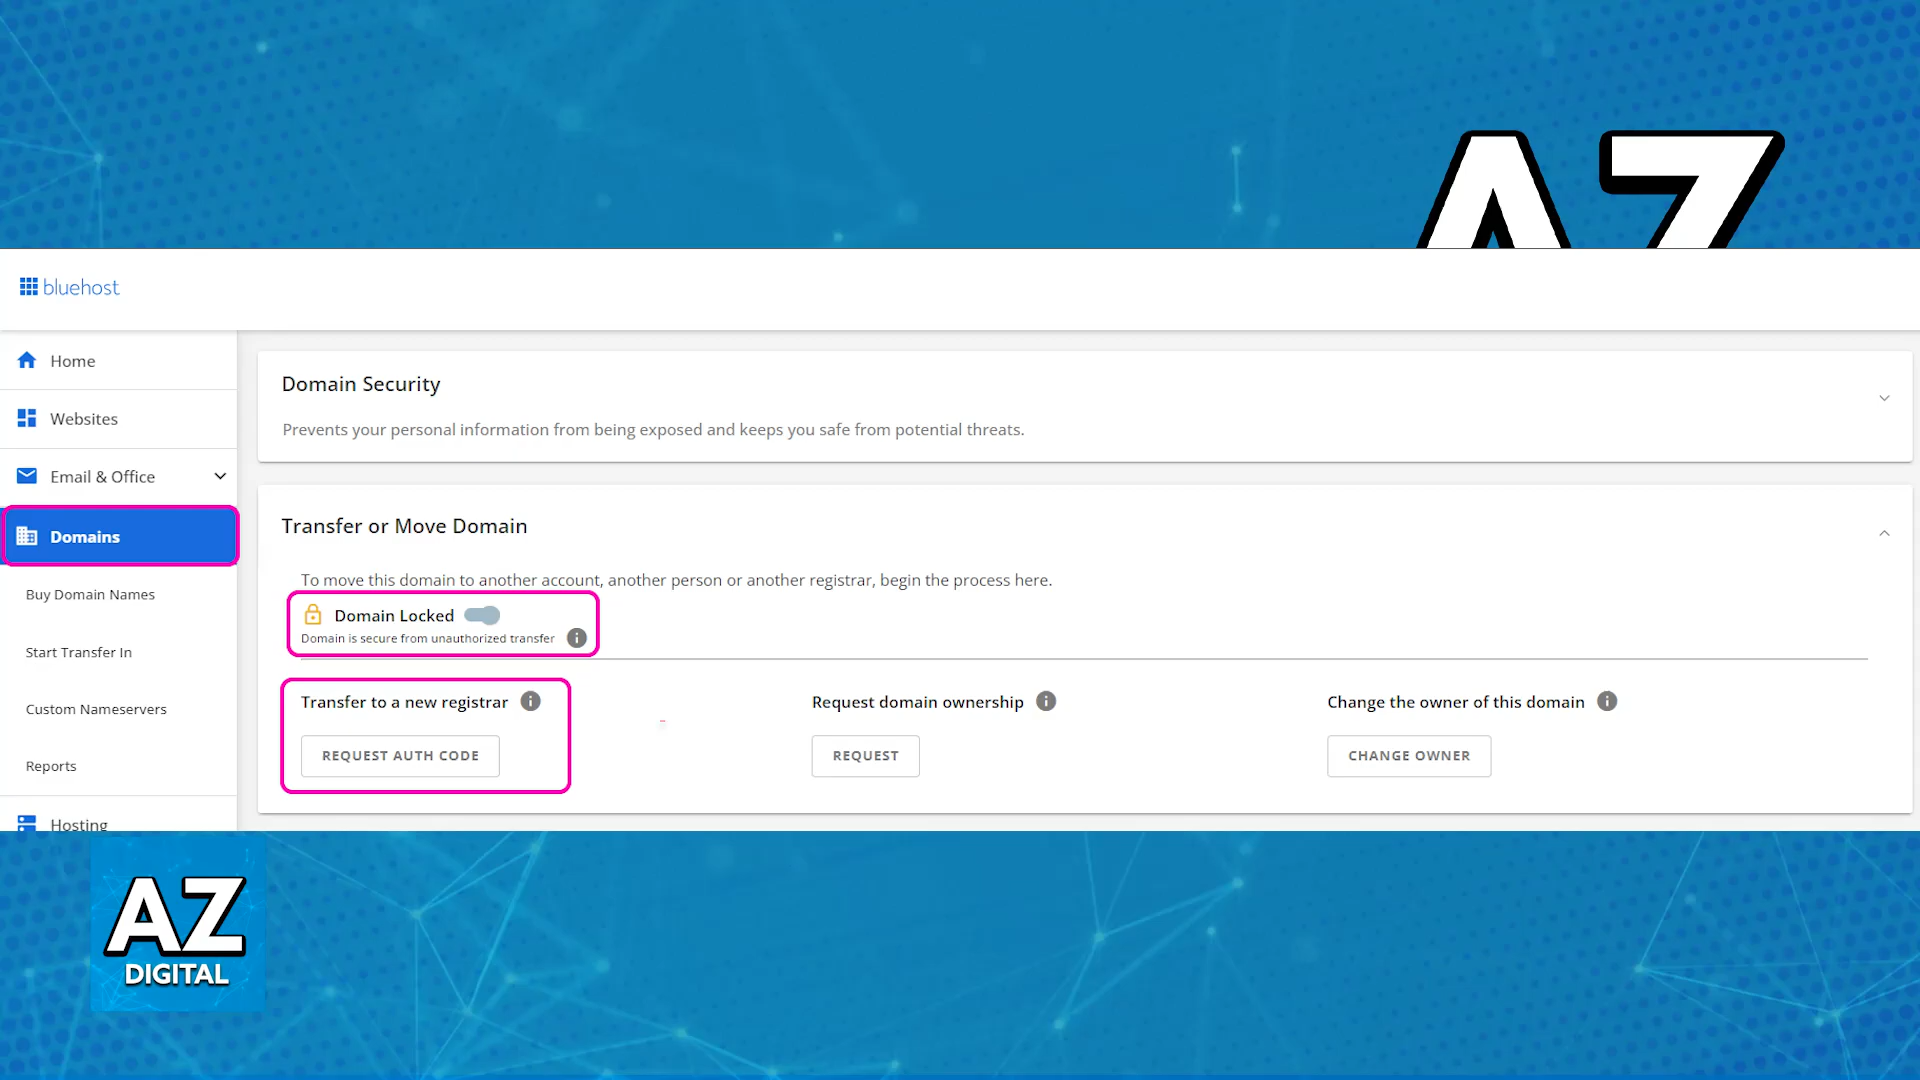 AZ
bluehost
Home
Domain Security
Websites
Prevents your personal information from being exposed and keeps you safe from potential threats.
Email & Office
Transfer or Move Domain
Domains
To move this domain to another account, another person or another registrar, begin the process here.
Buy Domain Names
Domain Locked
Domain is secure from unauthorized transfer
Start Transfer In
Transfer to a new registrar
Request domain ownership
Change the owner of this domain
Custom Nameservers
REQUEST AUTH CODE
REQUEST
CHANGE OWNER
Reports
Hosting
AZ
DIGITAL